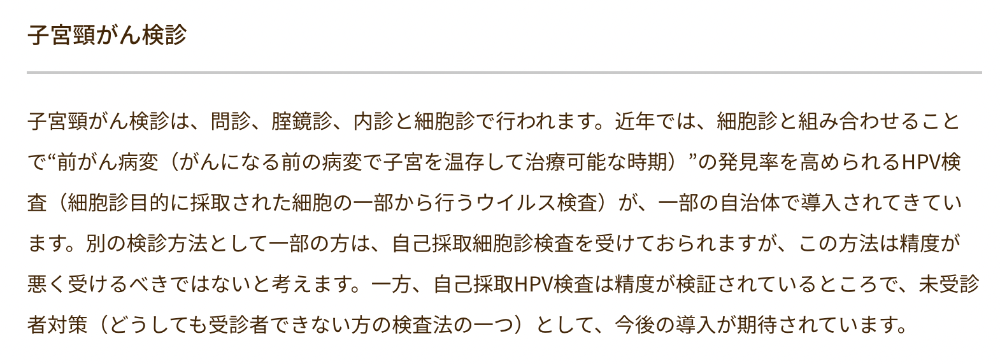 子宮頸がん検診
子宮頸がん検診は、問診、腟鏡診、内診と細胞診で行われます。近年では、細胞診と組み合わせること
で“前がん病変（がんになる前の病変で子宮を温存して治療可能な時期）”の発見率を高められるHPV検
査（細胞診目的に採取された細胞の一部から行うウイルス検査）が、一部の自治体で導入されてきてい
ます。別の検診方法として一部の方は、自己採取細胞診検査を受けておられますが、この方法は精度が
悪く受けるべきではないと考えます。一方、自己採取HPV検査は精度が検証されているところで、未受診
者対策（どうしても受診者できない方の検査法の一つ）として、今後の導入が期待されています。